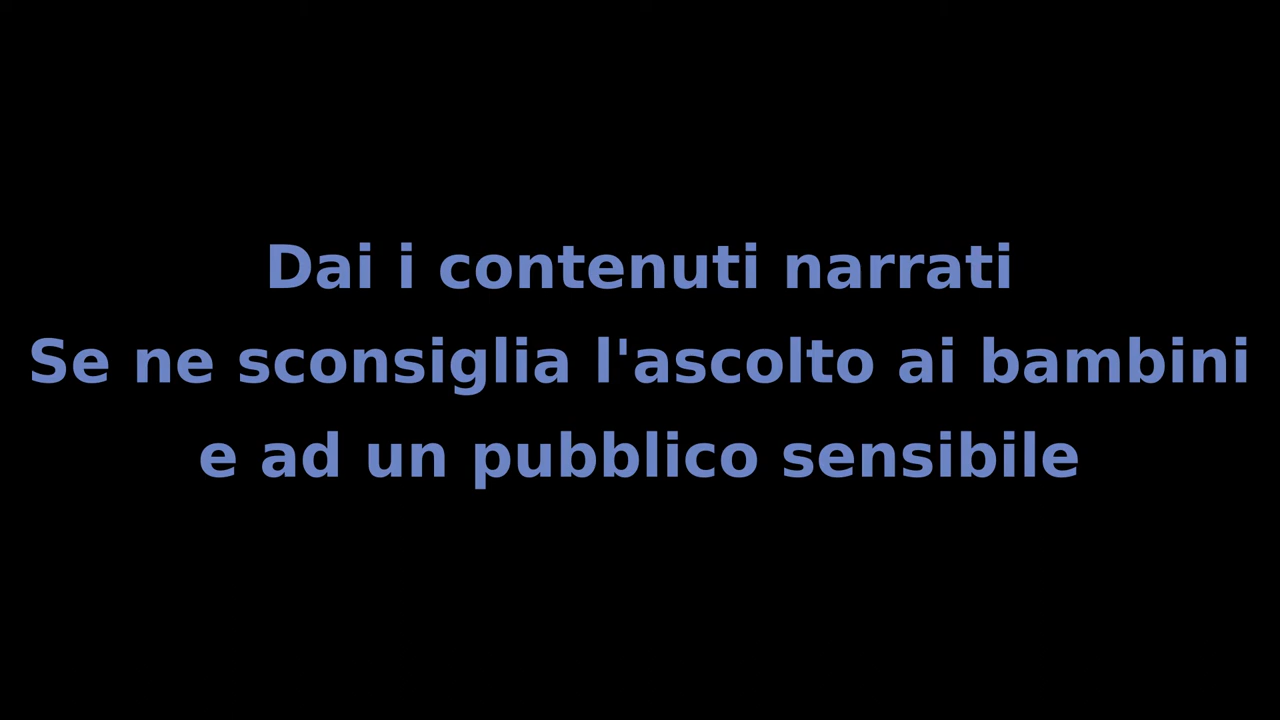 Dai i contenuti narrati
Se ne sconsiglia l'ascolto ai bambini
e ad un pubblico sensibile